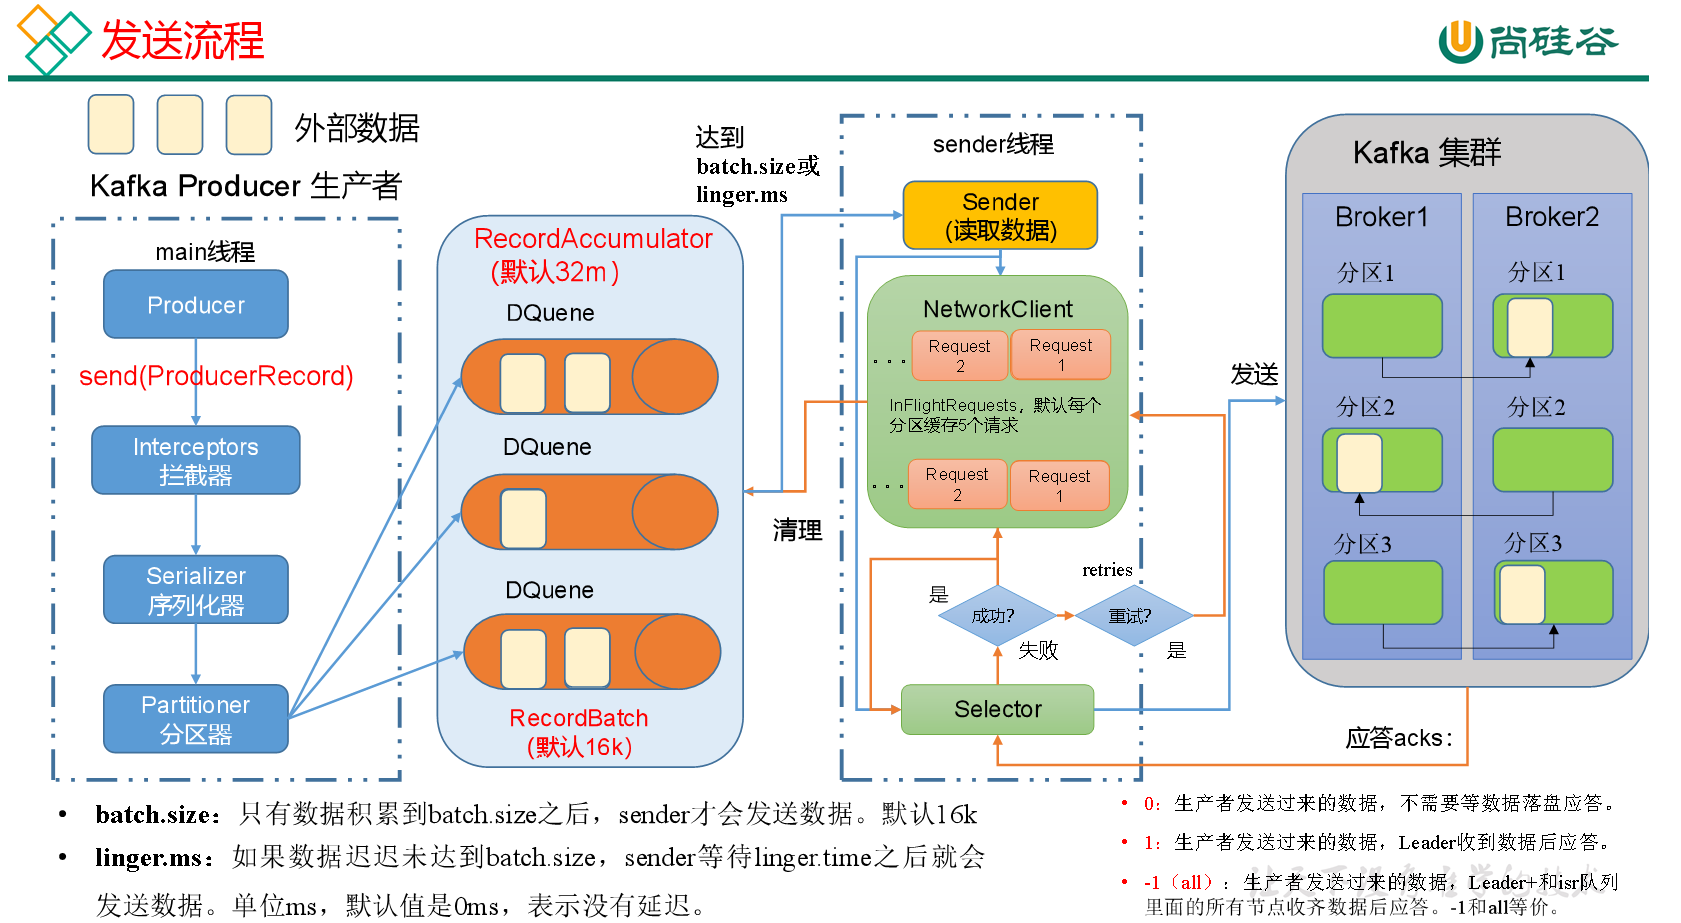 发送流程
尚硅谷
外部数据
Kafka Producer 生产者
main线程
Producer
send(ProducerRecord)
Interceptors
拦截器
Serializer
序列化器
Partitioner
分区器
RecordAccumulator
(默认32m)
DQuene
DQuene
DQuene
RecordBatch
(默认16k)
达到
batch.size或
linger.ms
清理
sender线程
Sender
(读取数据)
NetworkClient
... Request 2
Request 1
InFlightRequests，默认每个
分区缓存5个请求
... Request 2
Request 1
retries
是
成功？
重试？
失败
是
Selector
发送
Kafka 集群
Broker1
Broker2
分区1
分区1
分区2
分区2
分区3
分区3
应答acks：
• batch.size：只有数据积累到batch.size之后，sender才会发送数据。默认16k
• linger.ms：如果数据迟迟未达到batch.size，sender等待linger.time之后就会
发送数据。单位ms，默认值是0ms，表示没有延迟。
• 0：生产者发送过来的数据，不需要等数据落盘应答。
• 1：生产者发送过来的数据，Leader收到数据后应答。
• -1（all）：生产者发送过来的数据，Leader+和isr队列
里面的所有节点收齐数据后应答。-1和all等价。